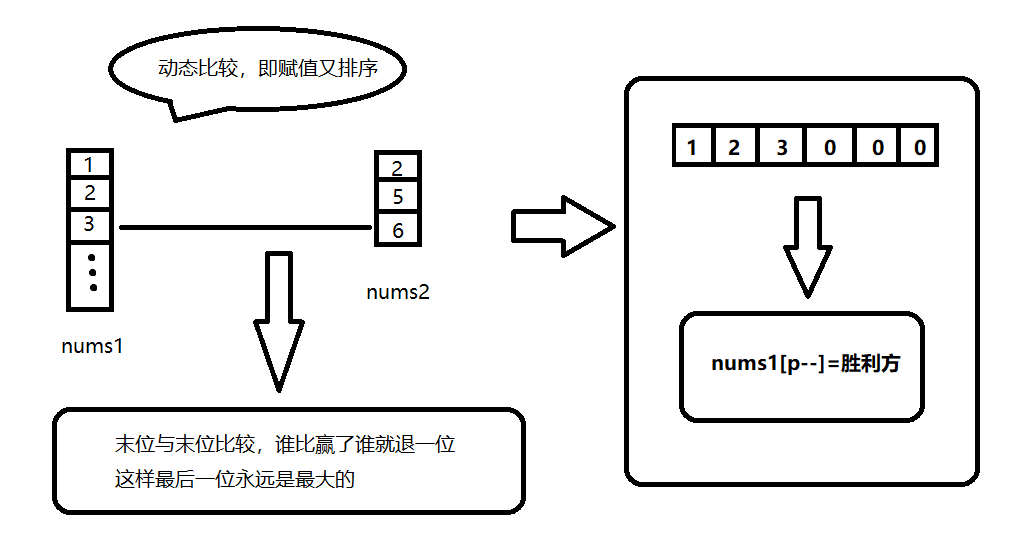 动态比较，即赋值又排序
1
2
3
nums1
2
5
6
nums2
末位与末位比较，谁比赢了谁就退一位
这样最后一位永远是最大的
1 2 3 0 0 0
nums1[p--]=胜利方